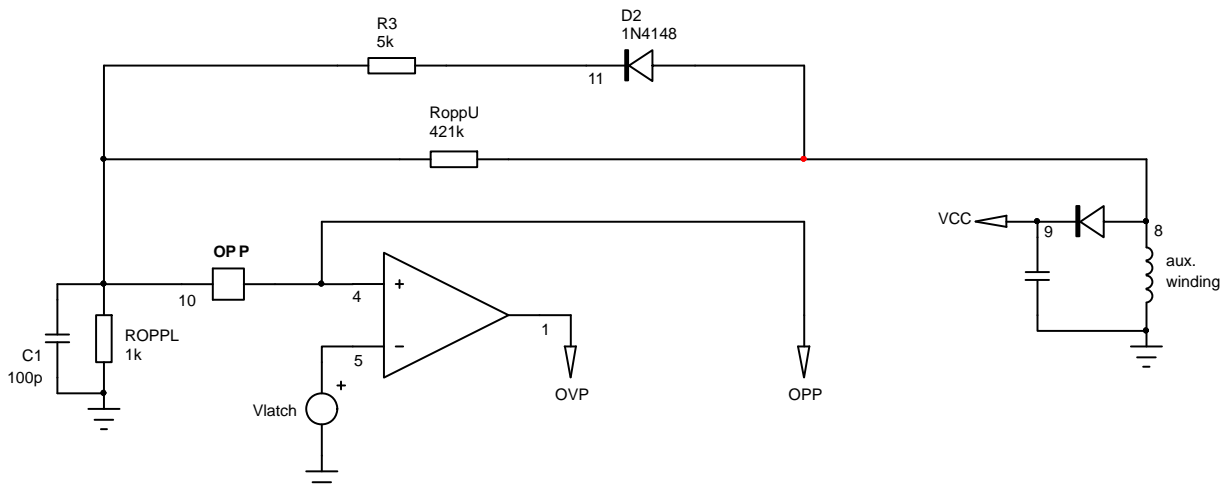 D2
1N4148
R3
5k
11
RoppU
421k
VCC
9
8
aux.
winding
OPP
10
4
+
ROPPL
1k
C1
100p
5
−
1
+
Vlatch
OVP
OPP